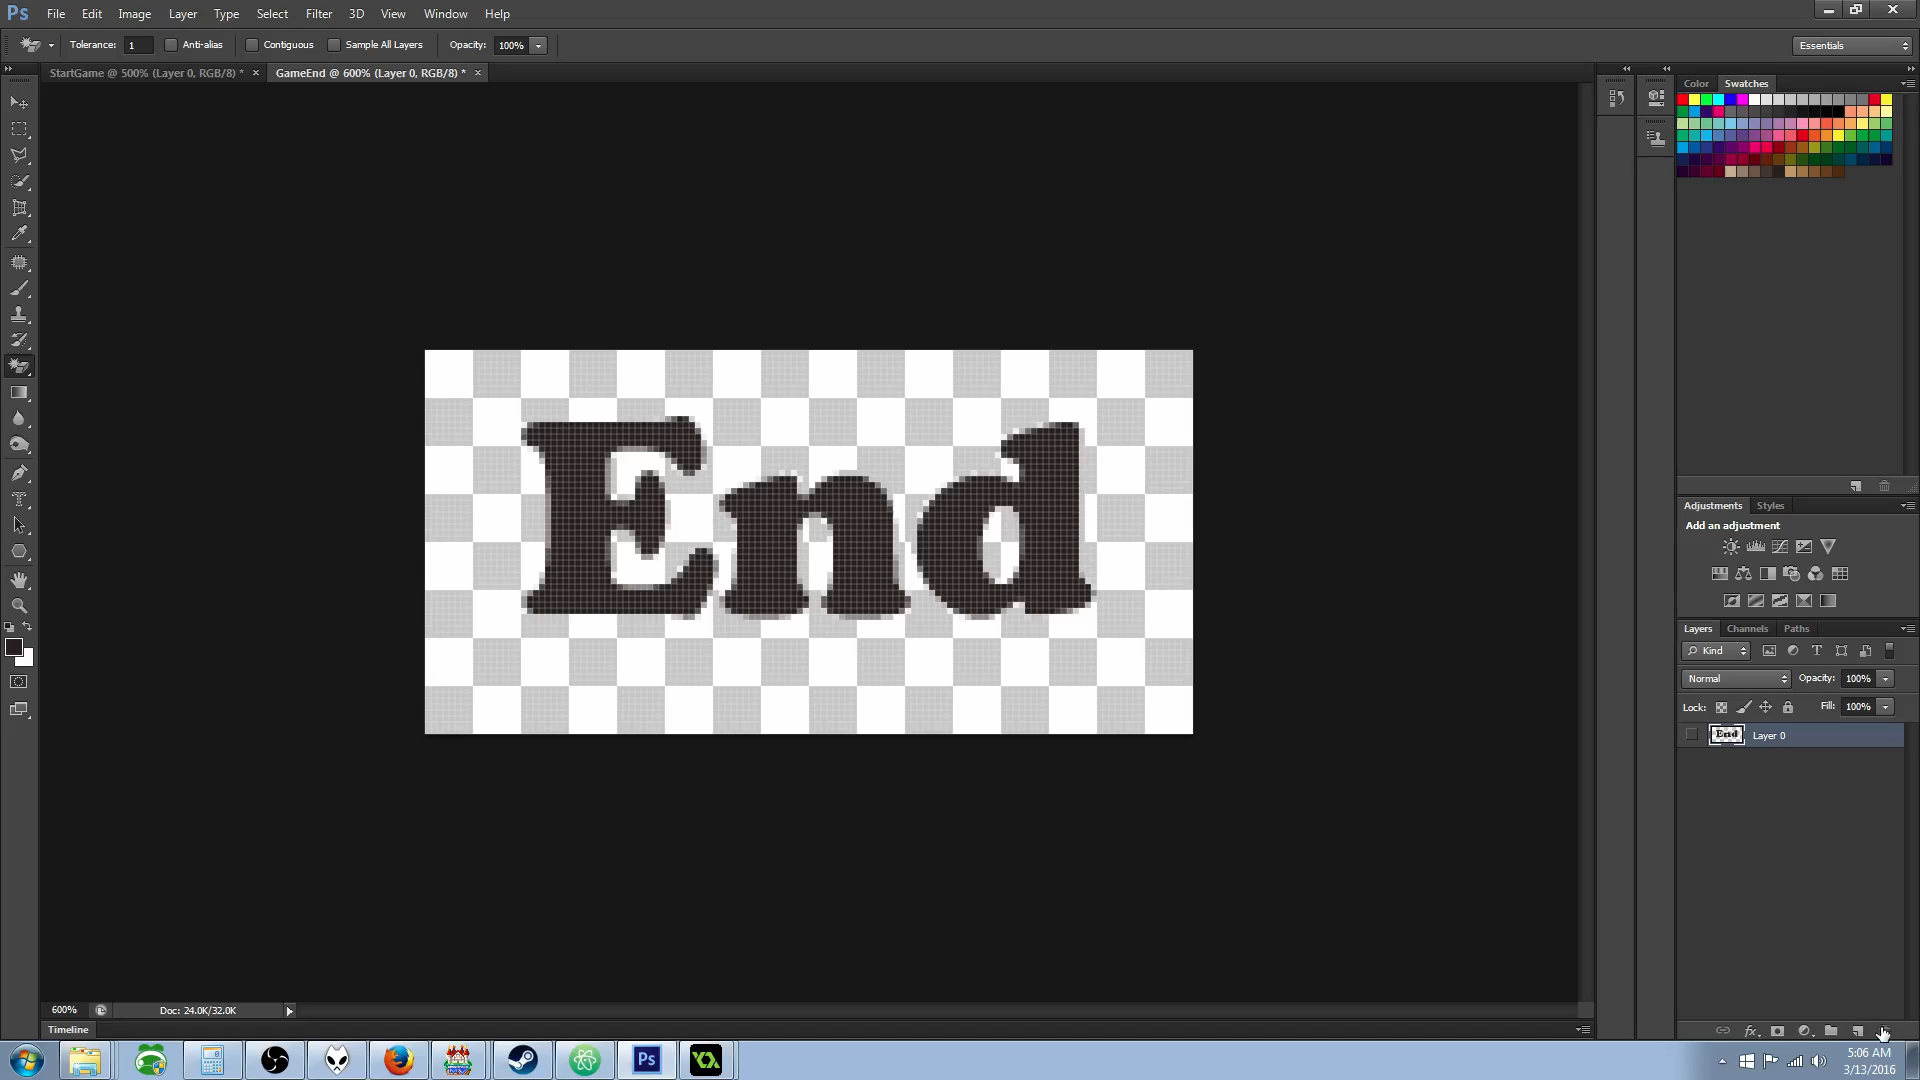 Ps File Edit Image Layer Type Select Filter 3D View Window Help
Tolerance: 1 Anti-alias Contiguous Sample All Layers Opacity: 100% Essentials
StartGame @ 500% (Layer 0, RGB/8) * × GameEnd @ 600% (Layer 0, RGB/8) * ×
Color Swatches
End
Adjustments Styles
Add an adjustment
Layers Channels Paths
Kind
Normal Opacity: 100%
Lock: Fill: 100%
End Layer 0
600% Doc: 24.0K/32.0K
Timeline
Ps
5:06 AM
3/13/2016